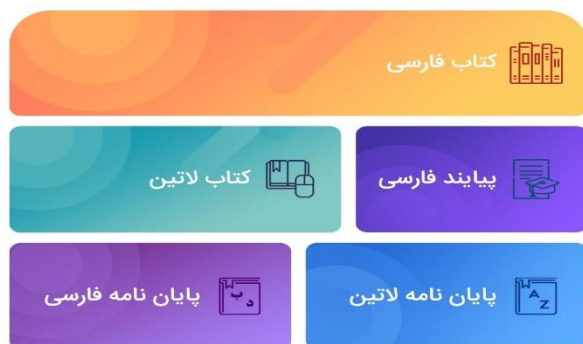 کتاب فارسی
پیایند فارسی
کتاب لاتین
پایان نامه لاتین
A
Z
پایان نامه فارسی
ب
د